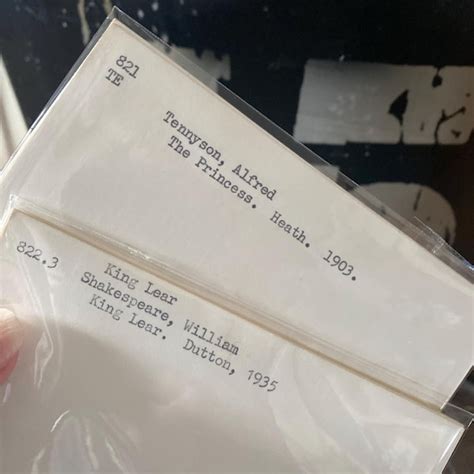 821
TE
Tennyson, Alfred
The Princess. Heath. 1903.
822.3
King Lear
Shakespeare, William
King Lear. Dutton, 1935